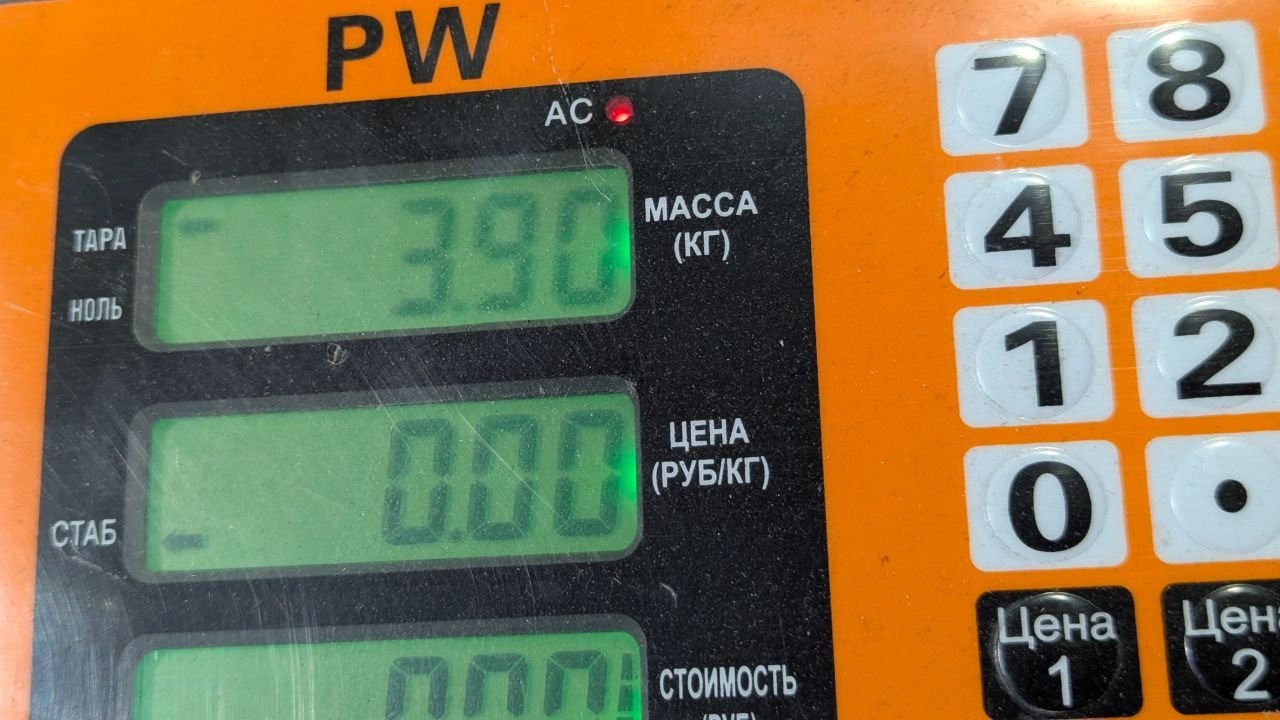 PW
AC
ТАРА
НОЛЬ
3.90
МАССА
(КГ)
СТАБ
0.00
ЦЕНА
(РУБ/КГ)
СТОИМОСТЬ
7 8
4 5
1 2
0 •
Цена
1
Цена
2